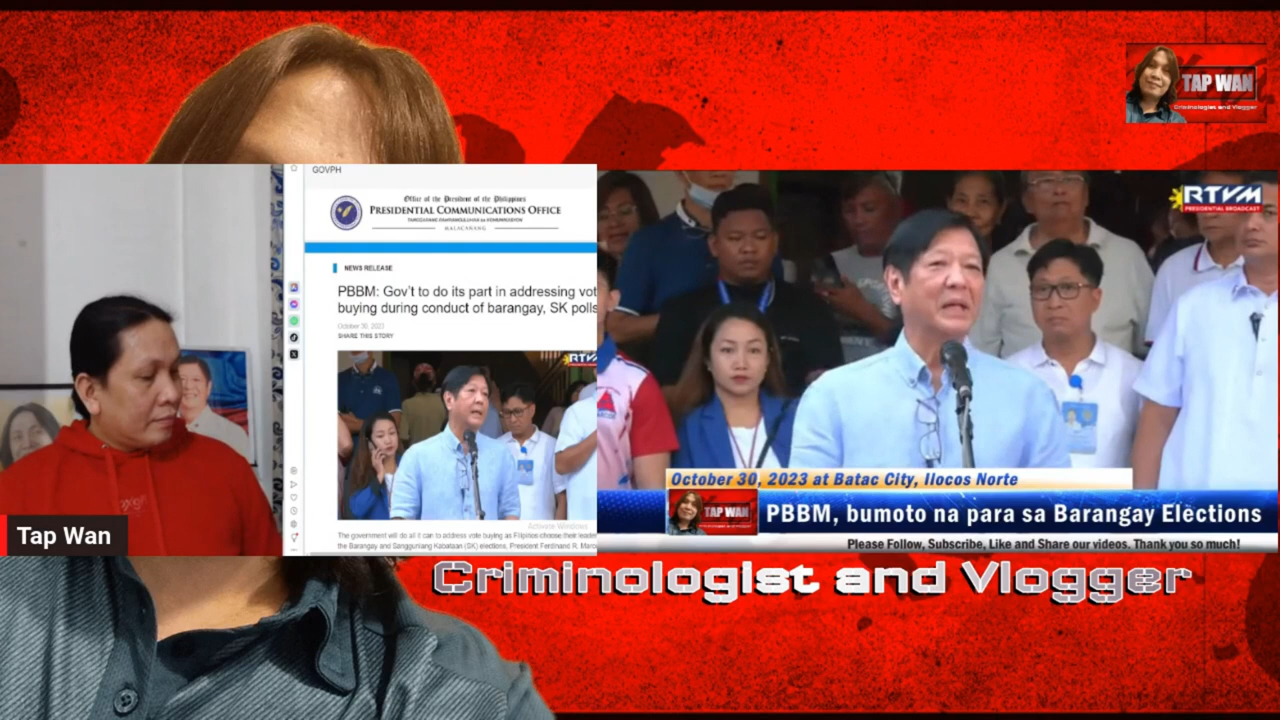 TAP WAN
Criminologist and Vlogger
GOVPH
Office of the President of the Philippines
PRESIDENTIAL COMMUNICATIONS OFFICE
MALACAÑANG
NEWS RELEASE
PBBM: Gov't to do its part in addressing vot
buying during conduct of barangay, SK polls
October 30, 2023
SHARE THIS STORY
RTVM
Activate Windows
The government will do all it can to address vote buying as Filipinos choose their leader
the Barangay and Sangguniang Kabataan (SK) elections, President Ferdinand R. Marc
Tap Wan
RTVM
PRESIDENTIAL BROADCAST
October 30, 2023 at Batac City, Ilocos Norte
TAP WAN
PBBM, bumoto na para sa Barangay Elections
Please Follow, Subscribe, Like and Share our videos. Thank you so much!
Criminologist and Vlogger